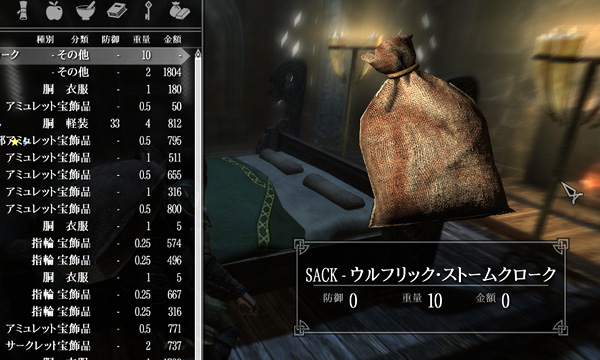 種別 分類 防御 重量 金額
ーク - その他 - 10 -
- その他 - 2 1804
胴 衣服 - 1 180
アミュレット 宝飾品 - 0.5 50
胴 軽装 33 4 812
アミュレット 宝飾品 - 0.5 795
アミュレット 宝飾品 - 1 511
アミュレット 宝飾品 - 0.5 655
アミュレット 宝飾品 - 1 316
アミュレット 宝飾品 - 0.5 800
胴 衣服 - 1 5
指輪 宝飾品 - 0.25 574
指輪 宝飾品 - 0.25 496
胴 衣服 - 1 5
指輪 宝飾品 - 0.25 667
指輪 宝飾品 - 0.25 316
アミュレット 宝飾品 - 0.5 771
サークレット 宝飾品 - 2 737
胴 衣服
SACK - ウルフリック・ストームクローク
防御 0 重量 10 金額 0